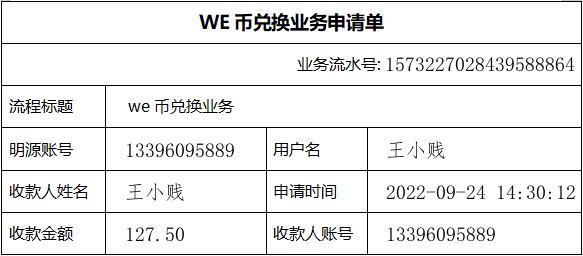 WE 币兑换业务申请单
业务流水号: 1573227028439588864
流程标题 we 币兑换业务
明源账号 13396095889 用户名 王小贱
收款人姓名 王小贱 申请时间 2022-09-24 14:30:12
收款金额 127.50 收款人账号 13396095889